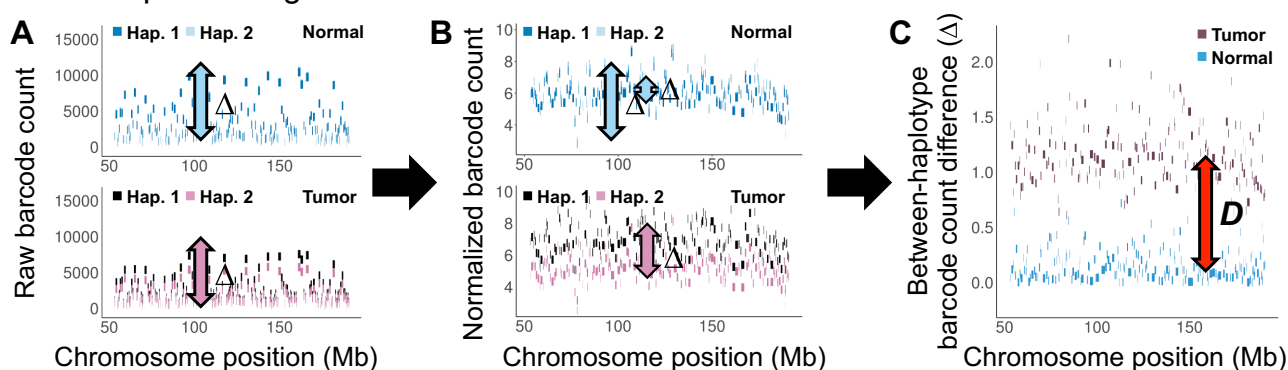 A
Hap. 1 Hap. 2 Normal
15000
10000
5000
0
Δ
50 100 150
Raw barcode count
Hap. 1 Hap. 2 Tumor
15000
10000
5000
0
Δ
50 100 150
Chromosome position (Mb)
B
Hap. 1 Hap. 2 Normal
10
8
6
4
Δ Δ
50 100 150
Normalized barcode count
Hap. 1 Hap. 2 Tumor
10
8
6
4
Δ
50 100 150
Chromosome position (Mb)
C
Tumor
Normal
2.0
1.5
1.0
0.5
0.0
D
50 100 150
Between-haplotype
barcode count difference (Δ)
Chromosome position (Mb)